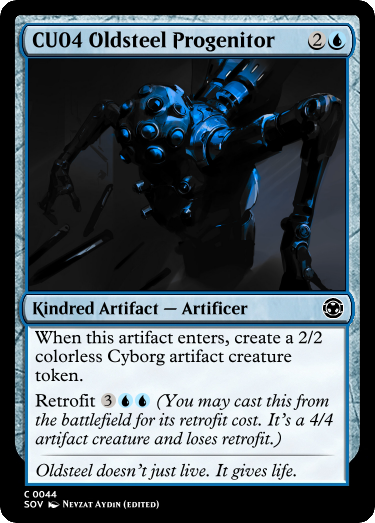 CU04 Oldsteel Progenitor 2
Kindred Artifact — Artificer
When this artifact enters, create a 2/2
colorless Cyborg artifact creature
token.
Retrofit 3 (You may cast this from
the battlefield for its retrofit cost. It's a 4/4
artifact creature and loses retrofit.)
Oldsteel doesn't just live. It gives life.
C 0044
SOV Nevzat Aydin (edited)